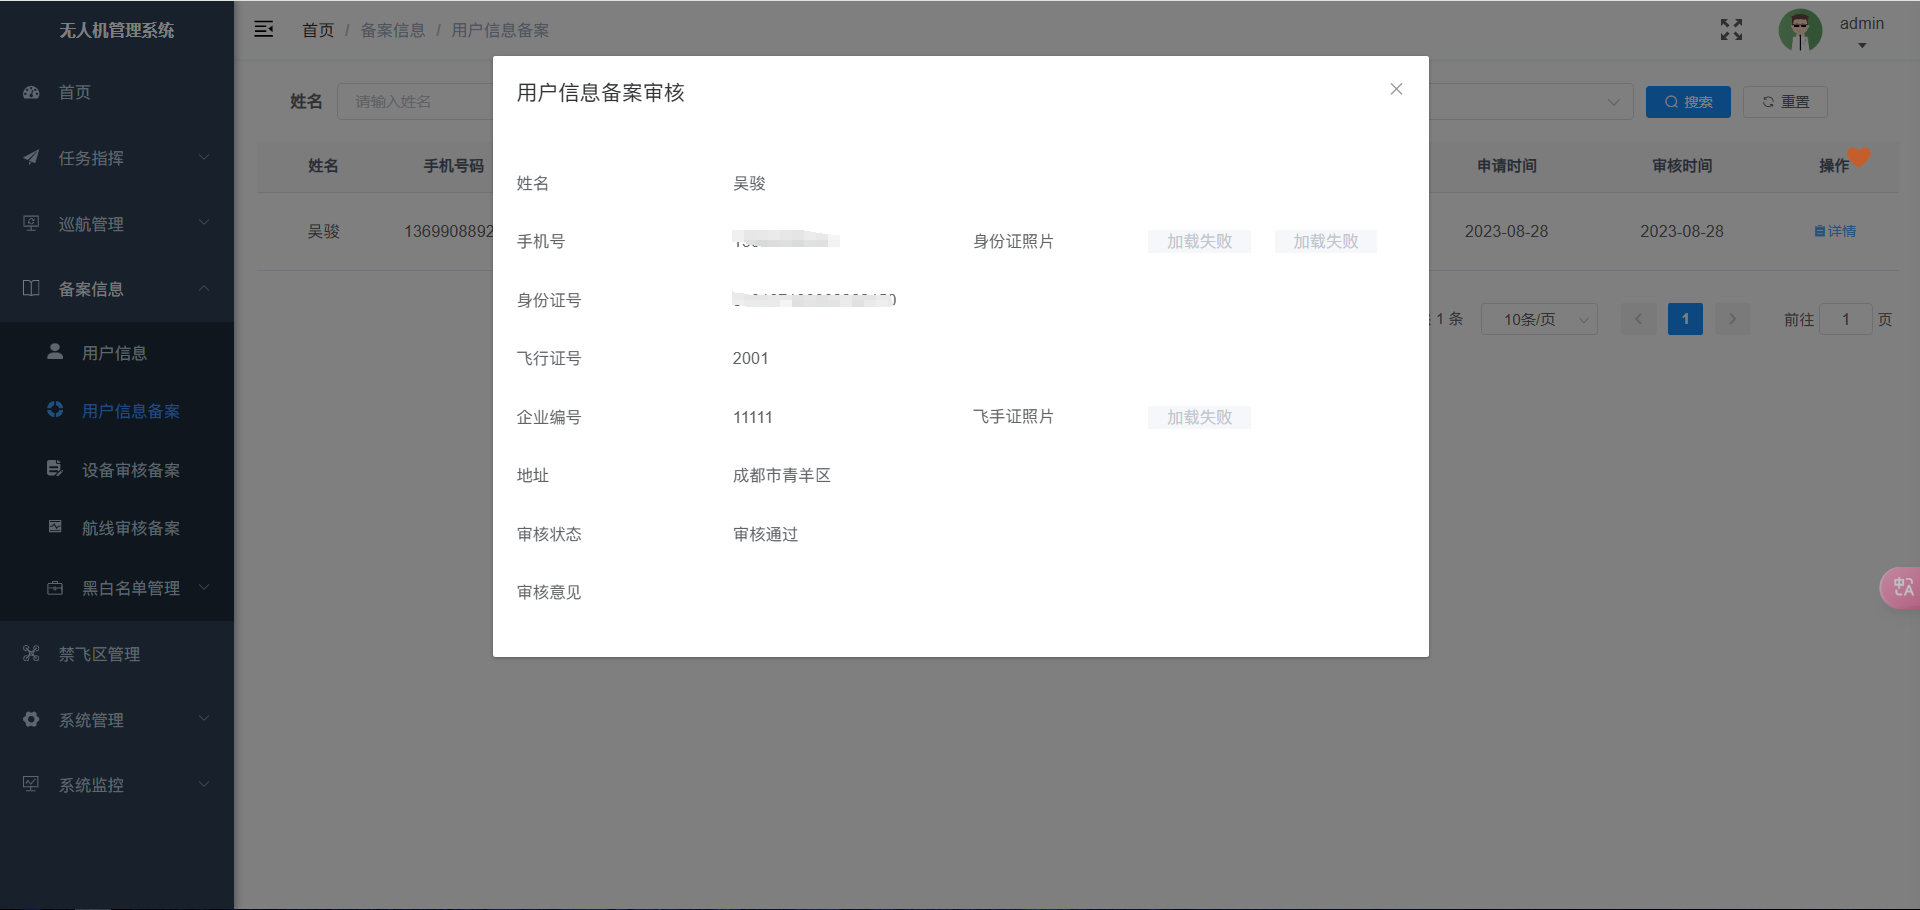 无人机管理系统
首页
任务指挥
巡航管理
备案信息
用户信息
用户信息备案
设备审核备案
航线审核备案
黑白名单管理
禁飞区管理
系统管理
系统监控
首页 / 备案信息 / 用户信息备案
admin
姓名 请输入姓名
搜索 重置
姓名 手机号码 申请时间 审核时间 操作
吴骏 1369908892 2023-08-28 2023-08-28 详情
1 条 10条/页 1 前往 1 页
用户信息备案审核
姓名 吴骏
手机号 身份证照片 加载失败 加载失败
身份证号
飞行证号 2001
企业编号 11111 飞手证照片 加载失败
地址 成都市青羊区
审核状态 审核通过
审核意见